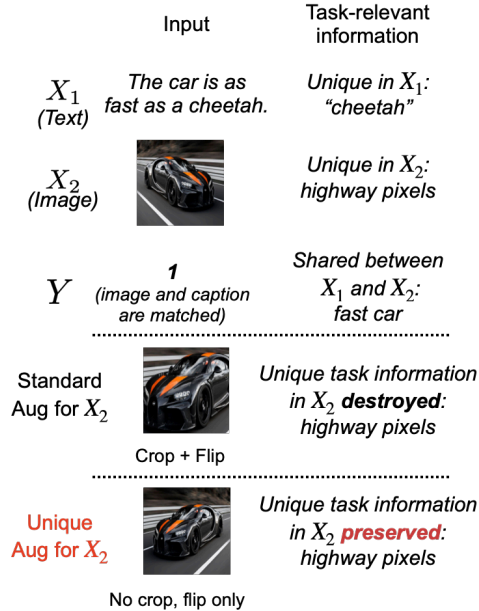 Input
Task-relevant
information
X₁
(Text)
The car is as
fast as a cheetah.
Unique in X₁:
“cheetah”
X₂
(Image)
Unique in X₂:
highway pixels
Y
1
(image and caption
are matched)
Shared between
X₁ and X₂:
fast car
Standard
Aug for X₂
Crop + Flip
Unique task information
in X₂ destroyed:
highway pixels
Unique
Aug for X₂
No crop, flip only
Unique task information
in X₂ preserved:
highway pixels